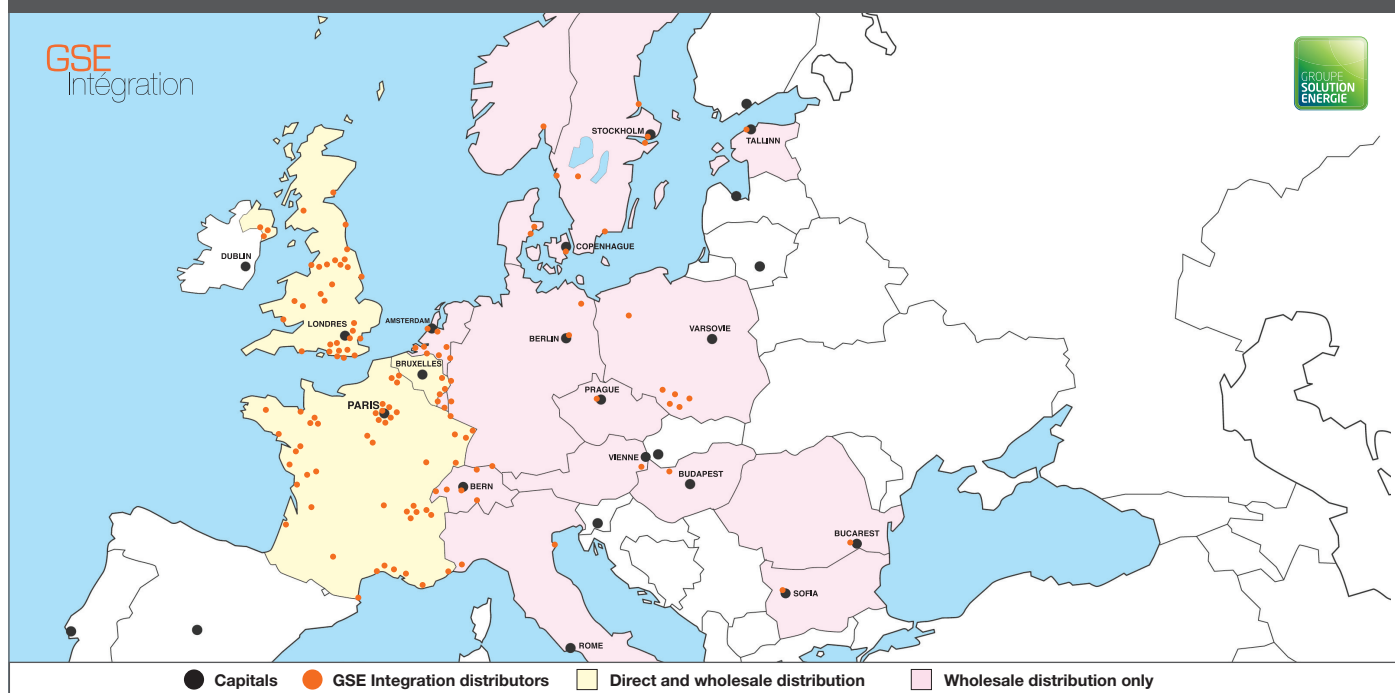 GSE
Intégration
GROUPE
SOLUTION
ENERGIE
STOCKHOLM
TALLINN
COPENHAGUE
DUBLIN
LONDRES
AMSTERDAM
BERLIN
VARSOVIE
BRUXELLES
PRAGUE
PARIS
VIENNE
BUDAPEST
BERN
BUCAREST
SOFIA
ROME
Capitals
GSE Integration distributors
Direct and wholesale distribution
Wholesale distribution only